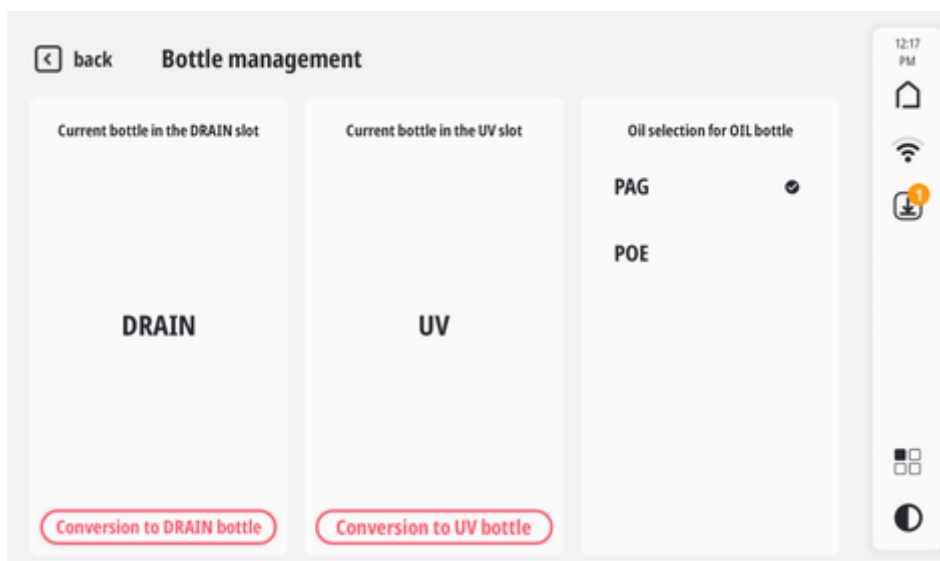 back
Bottle management
Current bottle in the DRAIN slot
DRAIN
Conversion to DRAIN bottle
Current bottle in the UV slot
UV
Conversion to UV bottle
Oil selection for OIL bottle
PAG
POE
12:17
PM
1